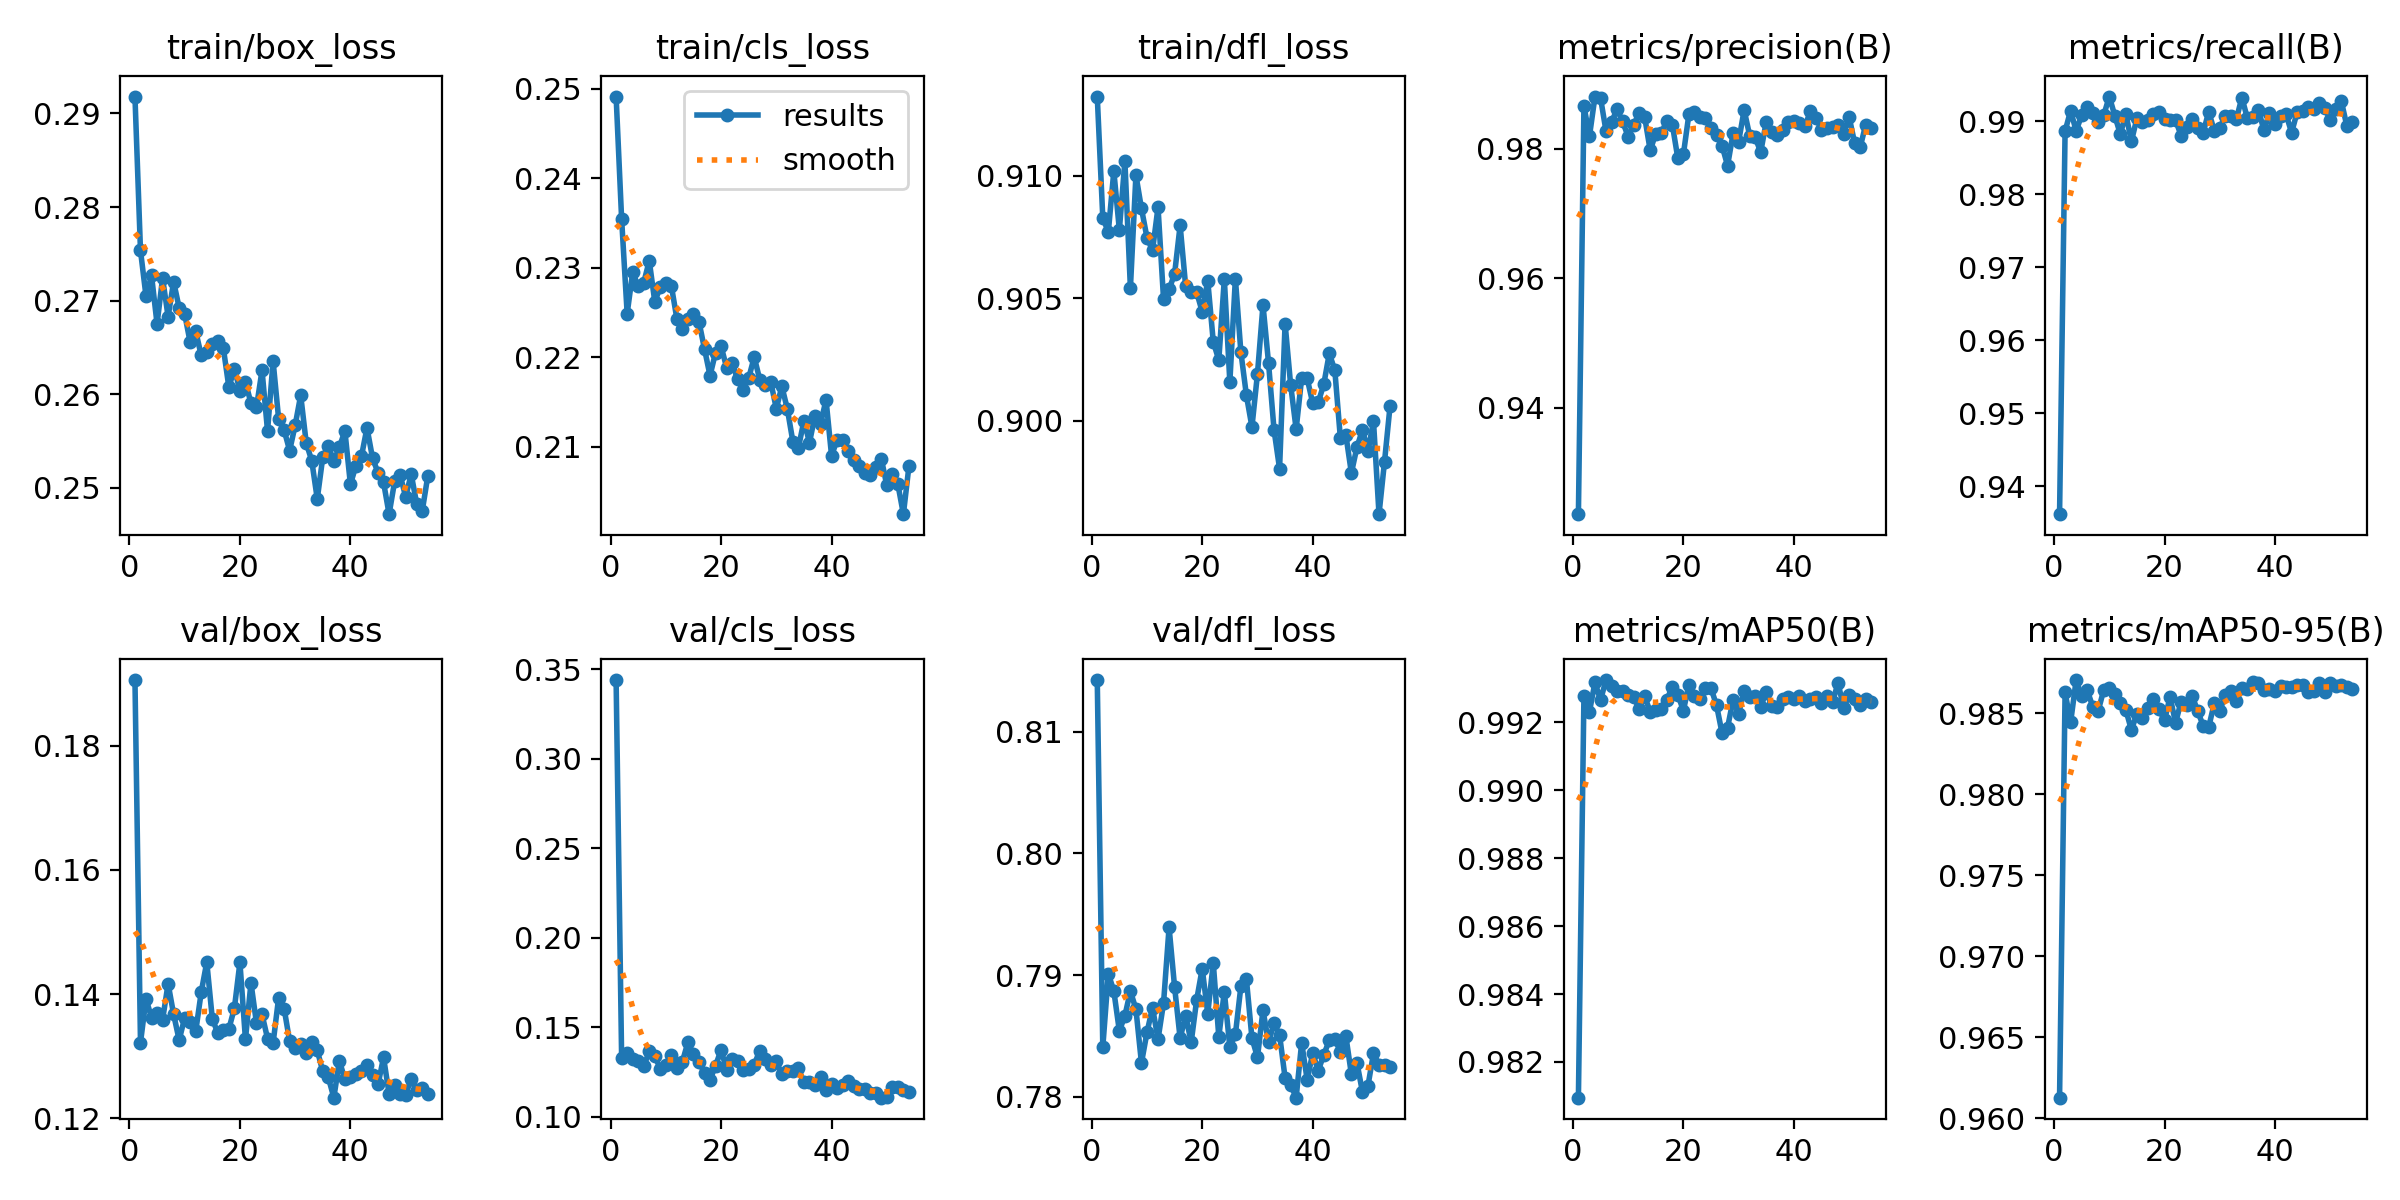 train/box_loss
0.29
0.28
0.27
0.26
0.25
0 20 40
train/cls_loss
results
smooth
0.25
0.24
0.23
0.22
0.21
0 20 40
train/dfl_loss
0.910
0.905
0.900
0 20 40
metrics/precision(B)
0.98
0.96
0.94
0 20 40
metrics/recall(B)
0.99
0.98
0.97
0.96
0.95
0.94
0 20 40
val/box_loss
0.18
0.16
0.14
0.12
0 20 40
val/cls_loss
0.35
0.30
0.25
0.20
0.15
0.10
0 20 40
val/dfl_loss
0.81
0.80
0.79
0.78
0 20 40
metrics/mAP50(B)
0.992
0.990
0.988
0.986
0.984
0.982
0 20 40
metrics/mAP50-95(B)
0.985
0.980
0.975
0.970
0.965
0.960
0 20 40